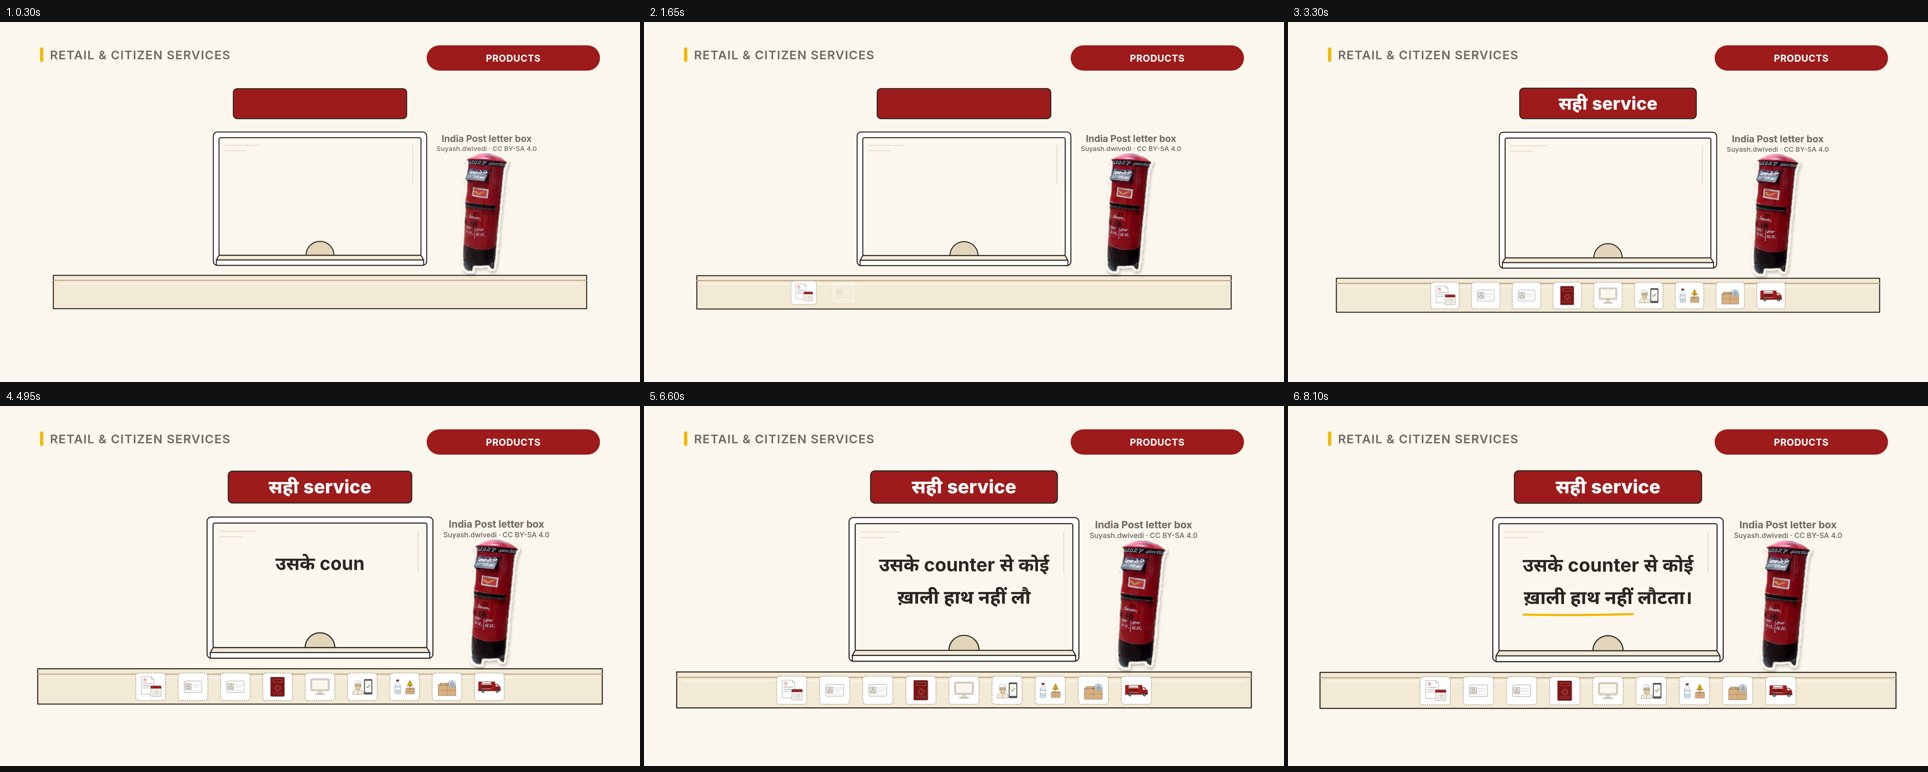 1. 0.30s
RETAIL & CITIZEN SERVICES
PRODUCTS
India Post letter box
Suyash.dwivedi · CC BY-SA 4.0
2. 1.65s
RETAIL & CITIZEN SERVICES
PRODUCTS
India Post letter box
Suyash.dwivedi · CC BY-SA 4.0
3. 3.30s
RETAIL & CITIZEN SERVICES
PRODUCTS
सही service
India Post letter box
Suyash.dwivedi · CC BY-SA 4.0
4. 4.95s
RETAIL & CITIZEN SERVICES
PRODUCTS
सही service
India Post letter box
Suyash.dwivedi · CC BY-SA 4.0
उसके coun
5. 6.60s
RETAIL & CITIZEN SERVICES
PRODUCTS
सही service
India Post letter box
Suyash.dwivedi · CC BY-SA 4.0
उसके counter से कोई
ख़ाली हाथ नहीं लौ
6. 8.10s
RETAIL & CITIZEN SERVICES
PRODUCTS
सही service
India Post letter box
Suyash.dwivedi · CC BY-SA 4.0
उसके counter से कोई
ख़ाली हाथ नहीं लौटता।